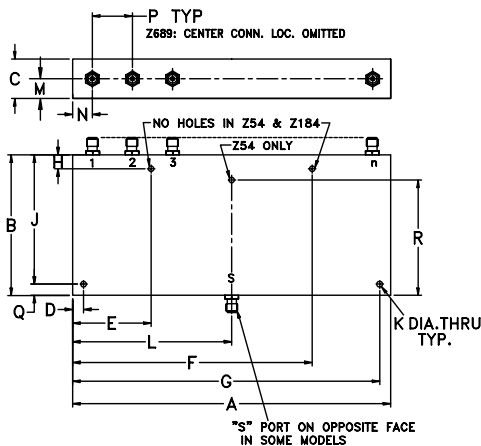 P TYP
Z689: CENTER CONN. LOC. OMITTED
C
M
N
NO HOLES IN Z54 & Z184
Z54 ONLY
H
1
2
3
n
B
J
R
S
Q
D
E
L
K DIA.THRU
TYP.
F
G
A
"S" PORT ON OPPOSITE FACE
IN SOME MODELS